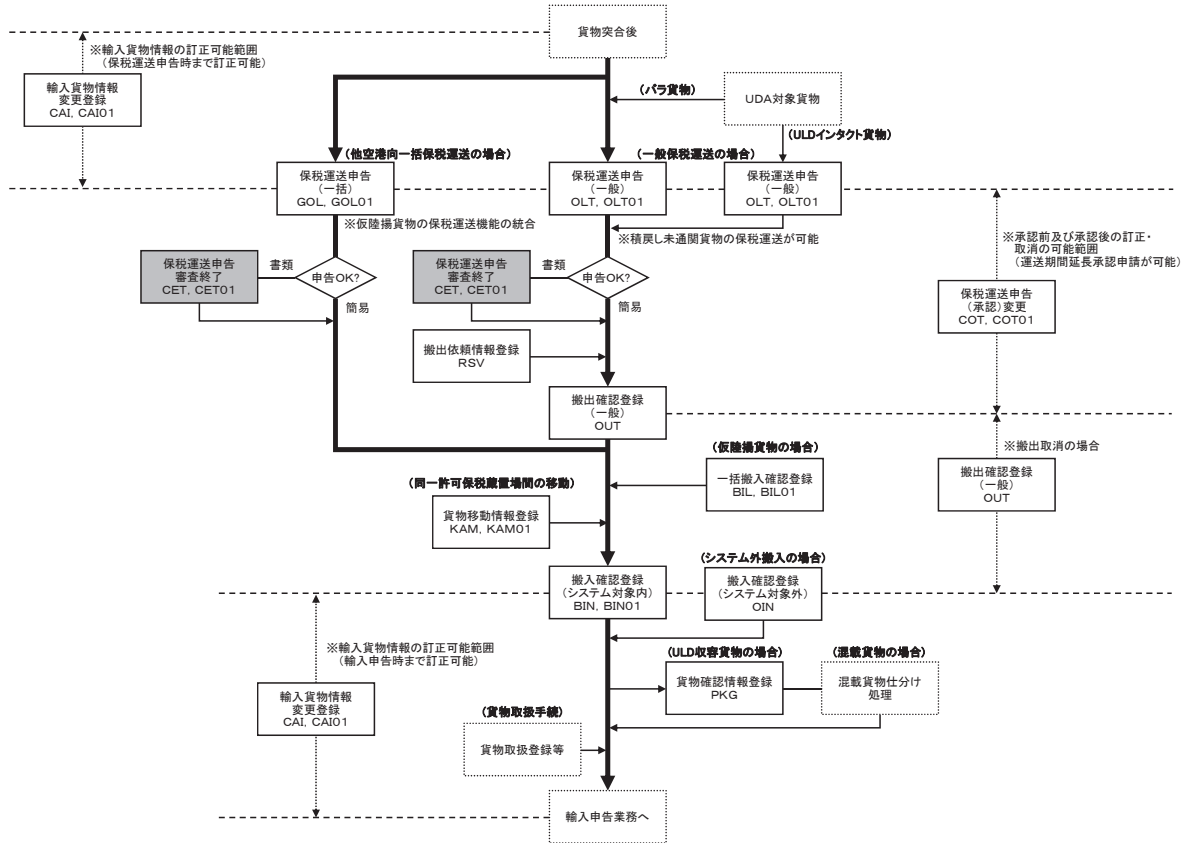 貨物突合後
※輸入貨物情報の訂正可能範囲
（保税運送申告時まで訂正可能）
輸入貨物情報
変更登録
CAI, CAI01
（バラ貨物）
UDA対象貨物
（ULDインタクト貨物）
（他空港向一括保税運送の場合）
（一般保税運送の場合）
保税運送申告
（一括）
GOL, GOL01
保税運送申告
（一般）
OLT, OLT01
保税運送申告
（一般）
OLT, OLT01
※仮陸揚貨物の保税運送機能の統合
※積戻し未通関貨物の保税運送が可能
※承認前及び承認後の訂正・
取消の可能範囲
（運送期間延長承認申請が可能）
保税運送申告
審査終了
CET, CET01
書類
申告OK?
簡易
保税運送申告
審査終了
CET, CET01
書類
申告OK?
簡易
保税運送申告
（承認）変更
COT, COT01
搬出依頼情報登録
RSV
搬出確認登録
（一般）
OUT
（仮陸揚貨物の場合）
※搬出取消の場合
一括搬入確認登録
BIL, BIL01
搬出確認登録
（一般）
OUT
（同一許可保税蔵置場間の移動）
貨物移動情報登録
KAM, KAM01
（システム外搬入の場合）
搬入確認登録
（システム対象内）
BIN, BIN01
搬入確認登録
（システム対象外）
OIN
※輸入貨物情報の訂正可能範囲
（輸入申告時まで訂正可能）
（ULD収容貨物の場合）
（混載貨物の場合）
貨物確認情報登録
PKG
混載貨物仕分け
処理
輸入貨物情報
変更登録
CAI, CAI01
（貨物取扱手続）
貨物取扱登録等
輸入申告業務へ